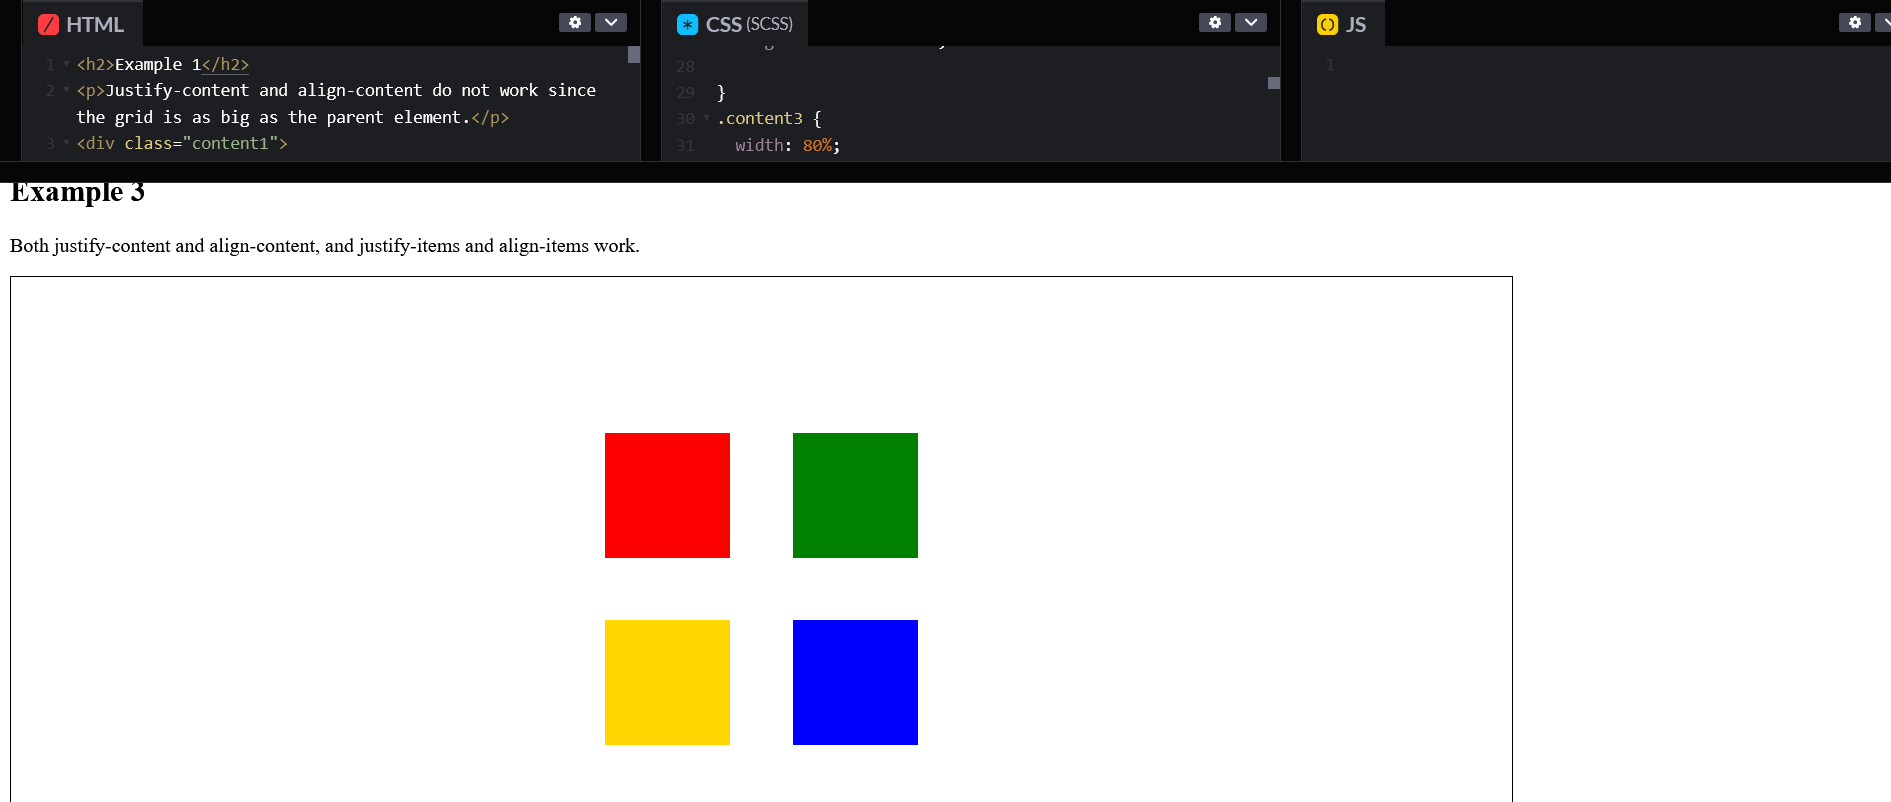 HTML
1 <h2>Example 1</h2>
2 <p>Justify-content and align-content do not work since
the grid is as big as the parent element.</p>
3 <div class="content1">
CSS (SCSS)
28
29 }
30 .content3 {
31 width: 80%;
JS
1
Example 3
Both justify-content and align-content, and justify-items and align-items work.